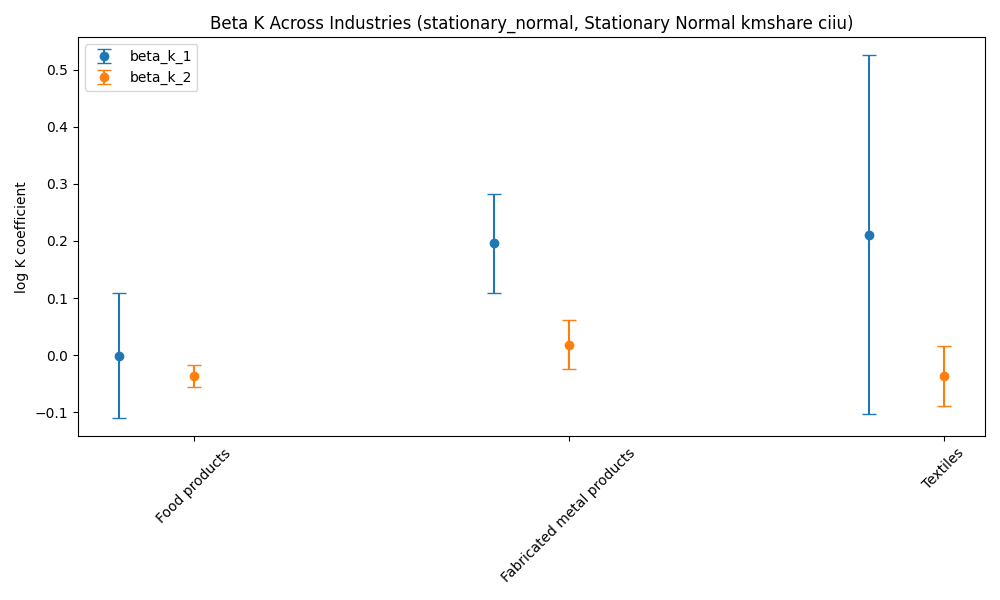 Beta K Across Industries (stationary_normal, Stationary Normal kmshare ciiu)
beta_k_1
beta_k_2
log K coefficient
0.5
0.4
0.3
0.2
0.1
0.0
−0.1
Food products
Fabricated metal products
Textiles